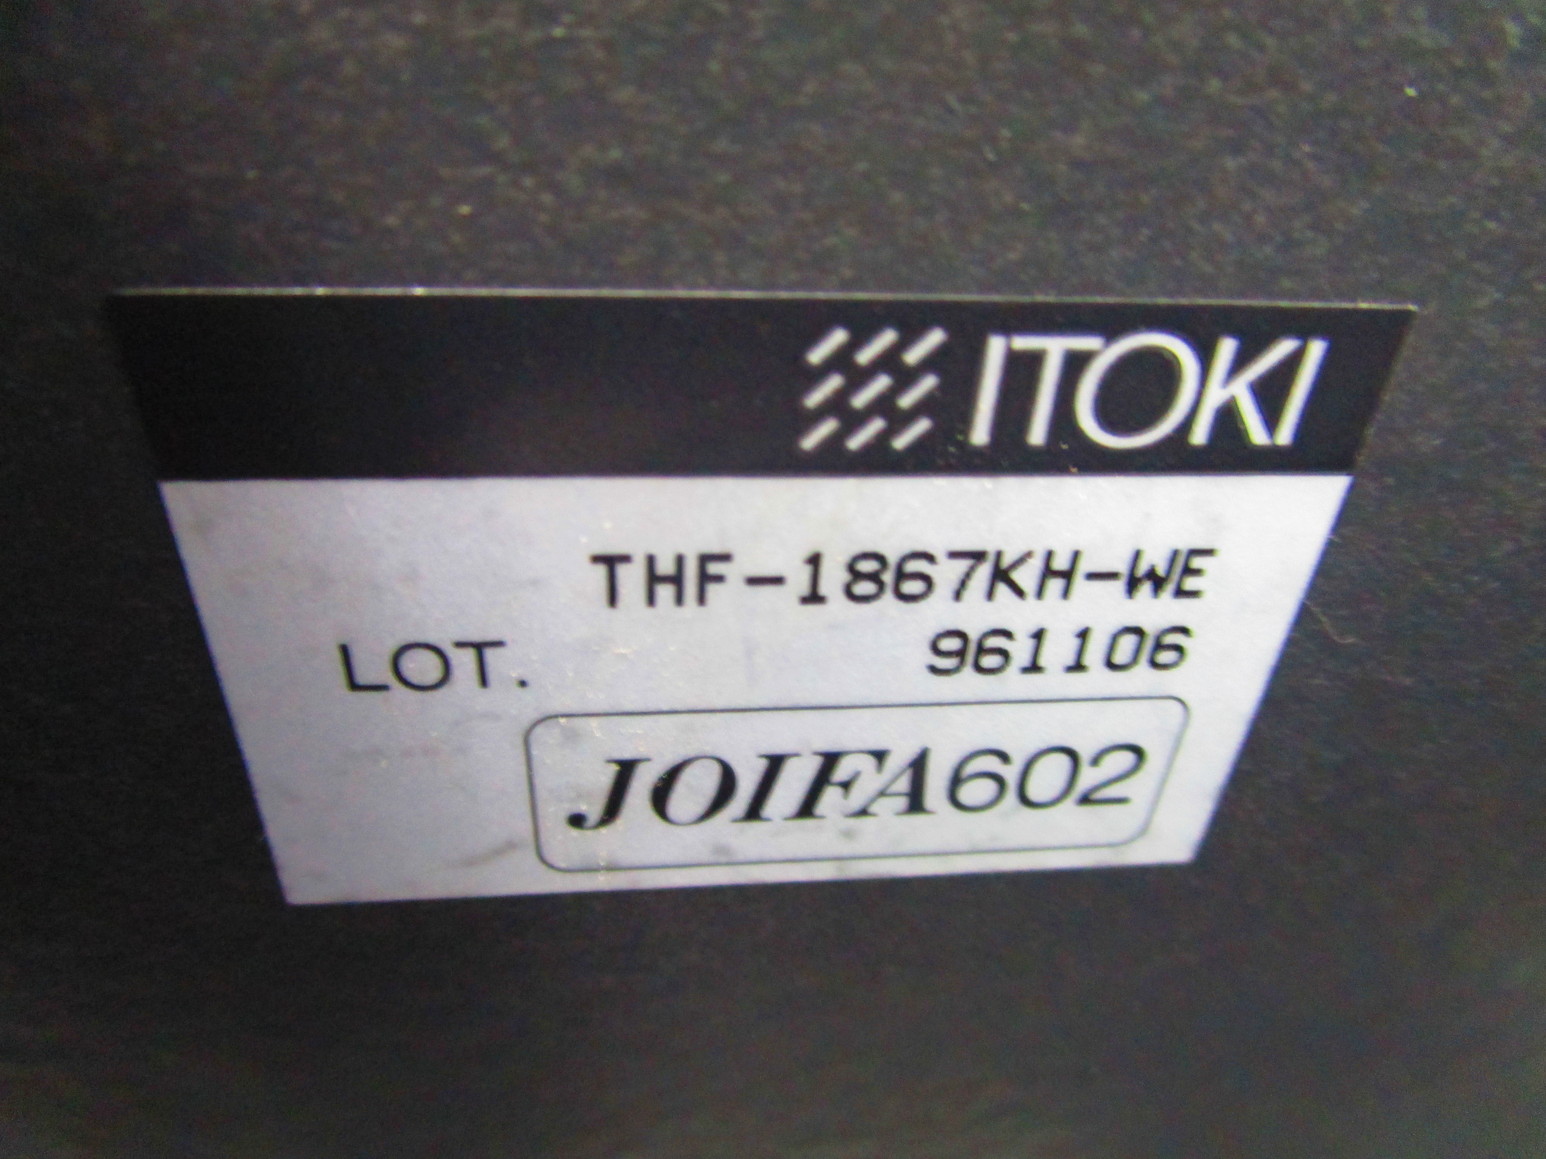 ITOKI
THF-1867KH-WE
LOT. 961106
JOIFA602